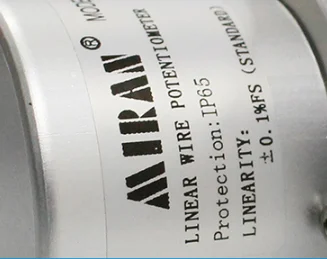 MIRAN®
LINEAR WIRE POTENTIOMETER
Protection:IP65
LINEARITY:
±0.1%FS (STANDARD)